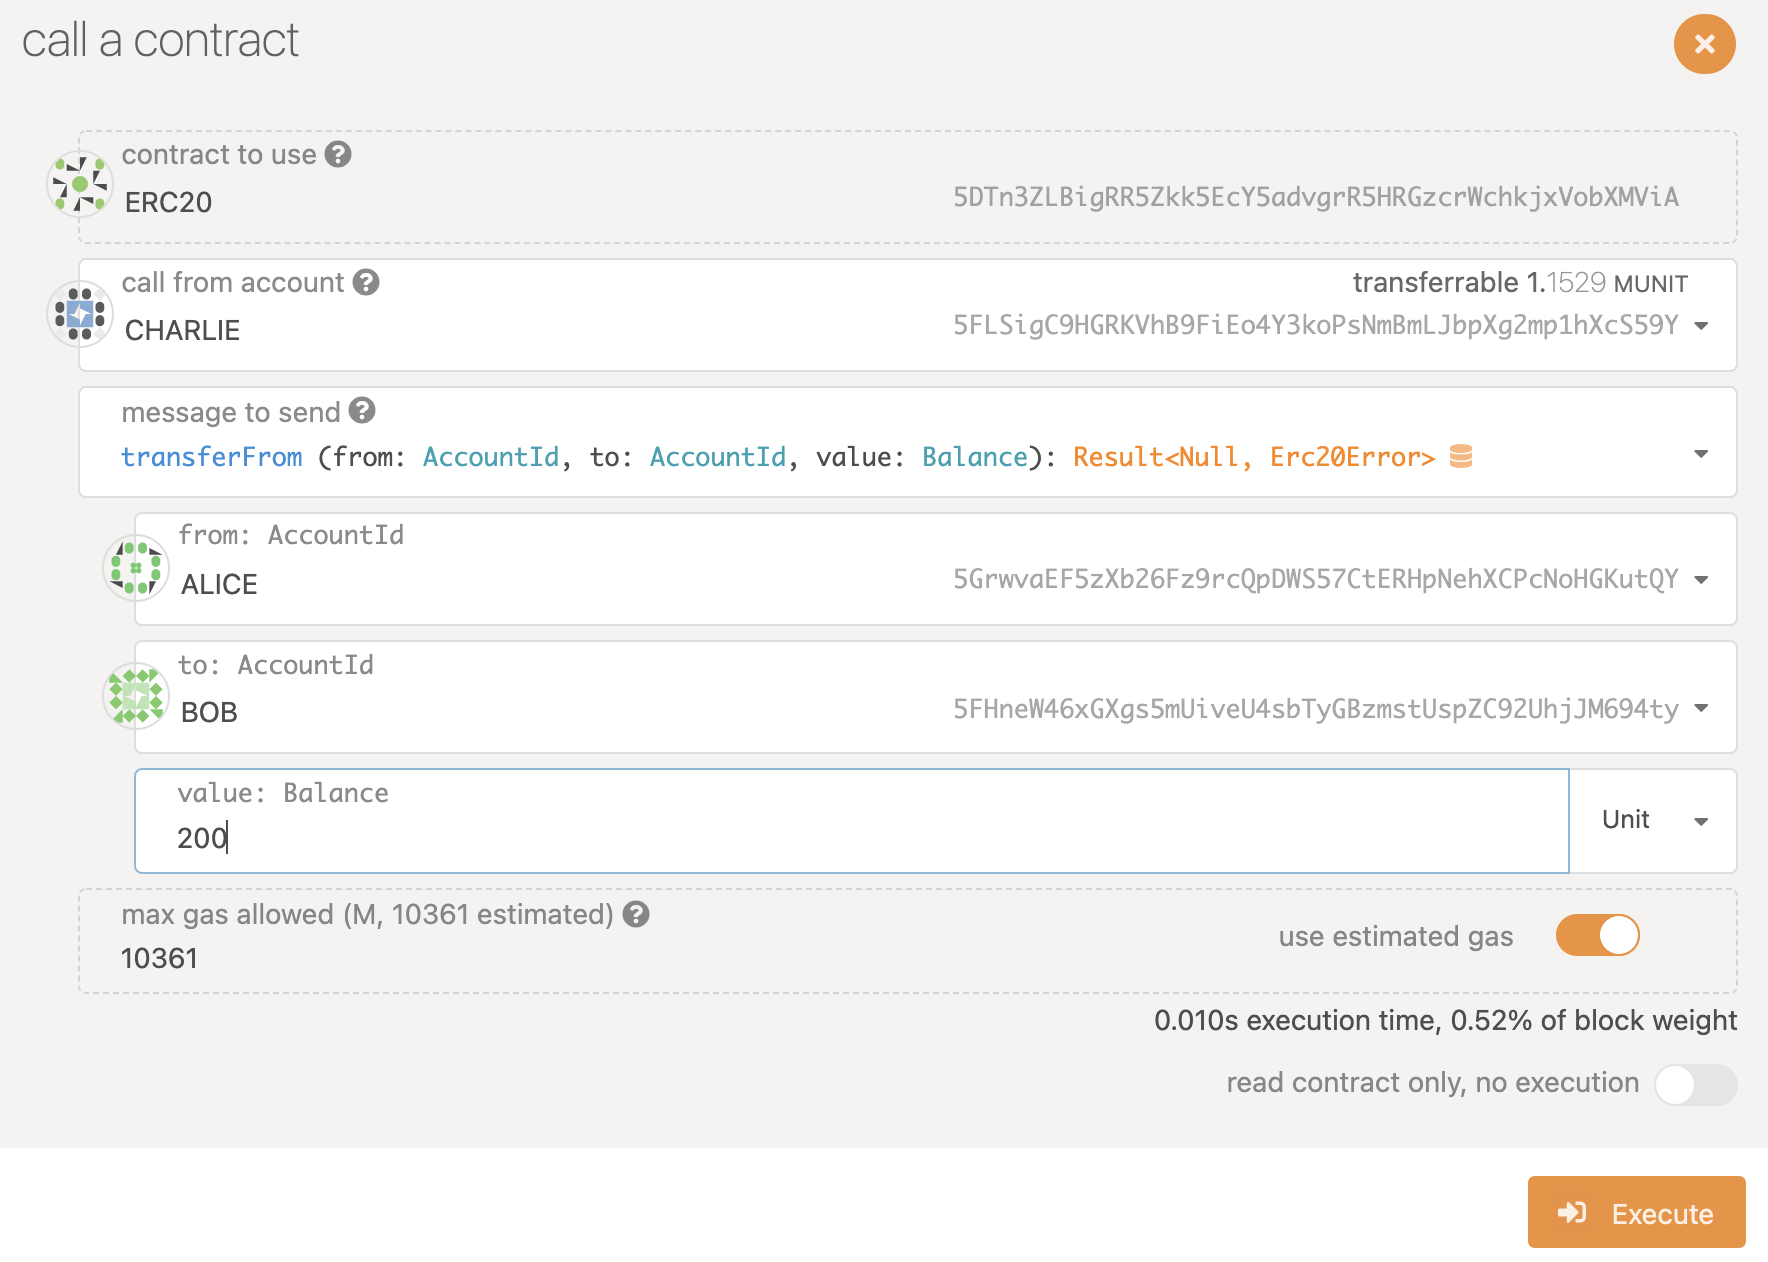 call a contract
contract to use
ERC20
5DTn3ZLBigRR5Zkk5EcY5advgrR5HRGzcrWchkjxVobXMViA
call from account
transferrable 1.1529 MUNIT
CHARLIE
5FLSigC9HGRKVhB9FiEo4Y3koPsNmBmLJbpXg2mp1hXcS59Y
message to send
transferFrom (from: AccountId, to: AccountId, value: Balance): Result<Null, Erc20Error>
from: AccountId
ALICE
5GrwvaEF5zXb26Fz9rcQpDWS57CtERHpNehXCPcNoHGKutQY
to: AccountId
BOB
5FHneW46xGXgs5mUiveU4sbTyGBzmstUspZC92UhjJM694ty
value: Balance
200
Unit
max gas allowed (M, 10361 estimated)
10361
use estimated gas
0.010s execution time, 0.52% of block weight
read contract only, no execution
Execute